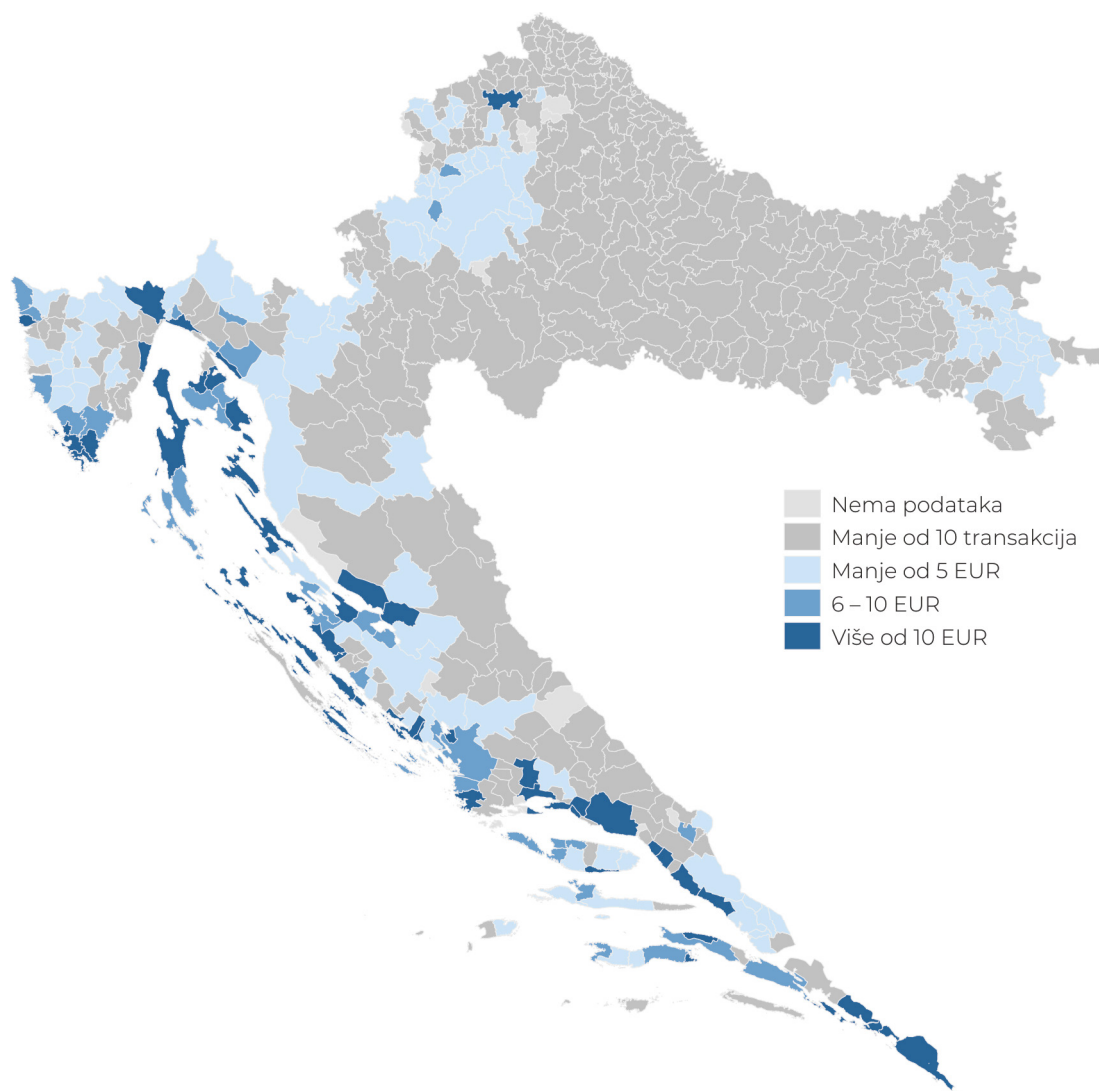 Nema podataka
Manje od 10 transakcija
Manje od 5 EUR
6 – 10 EUR
Više od 10 EUR